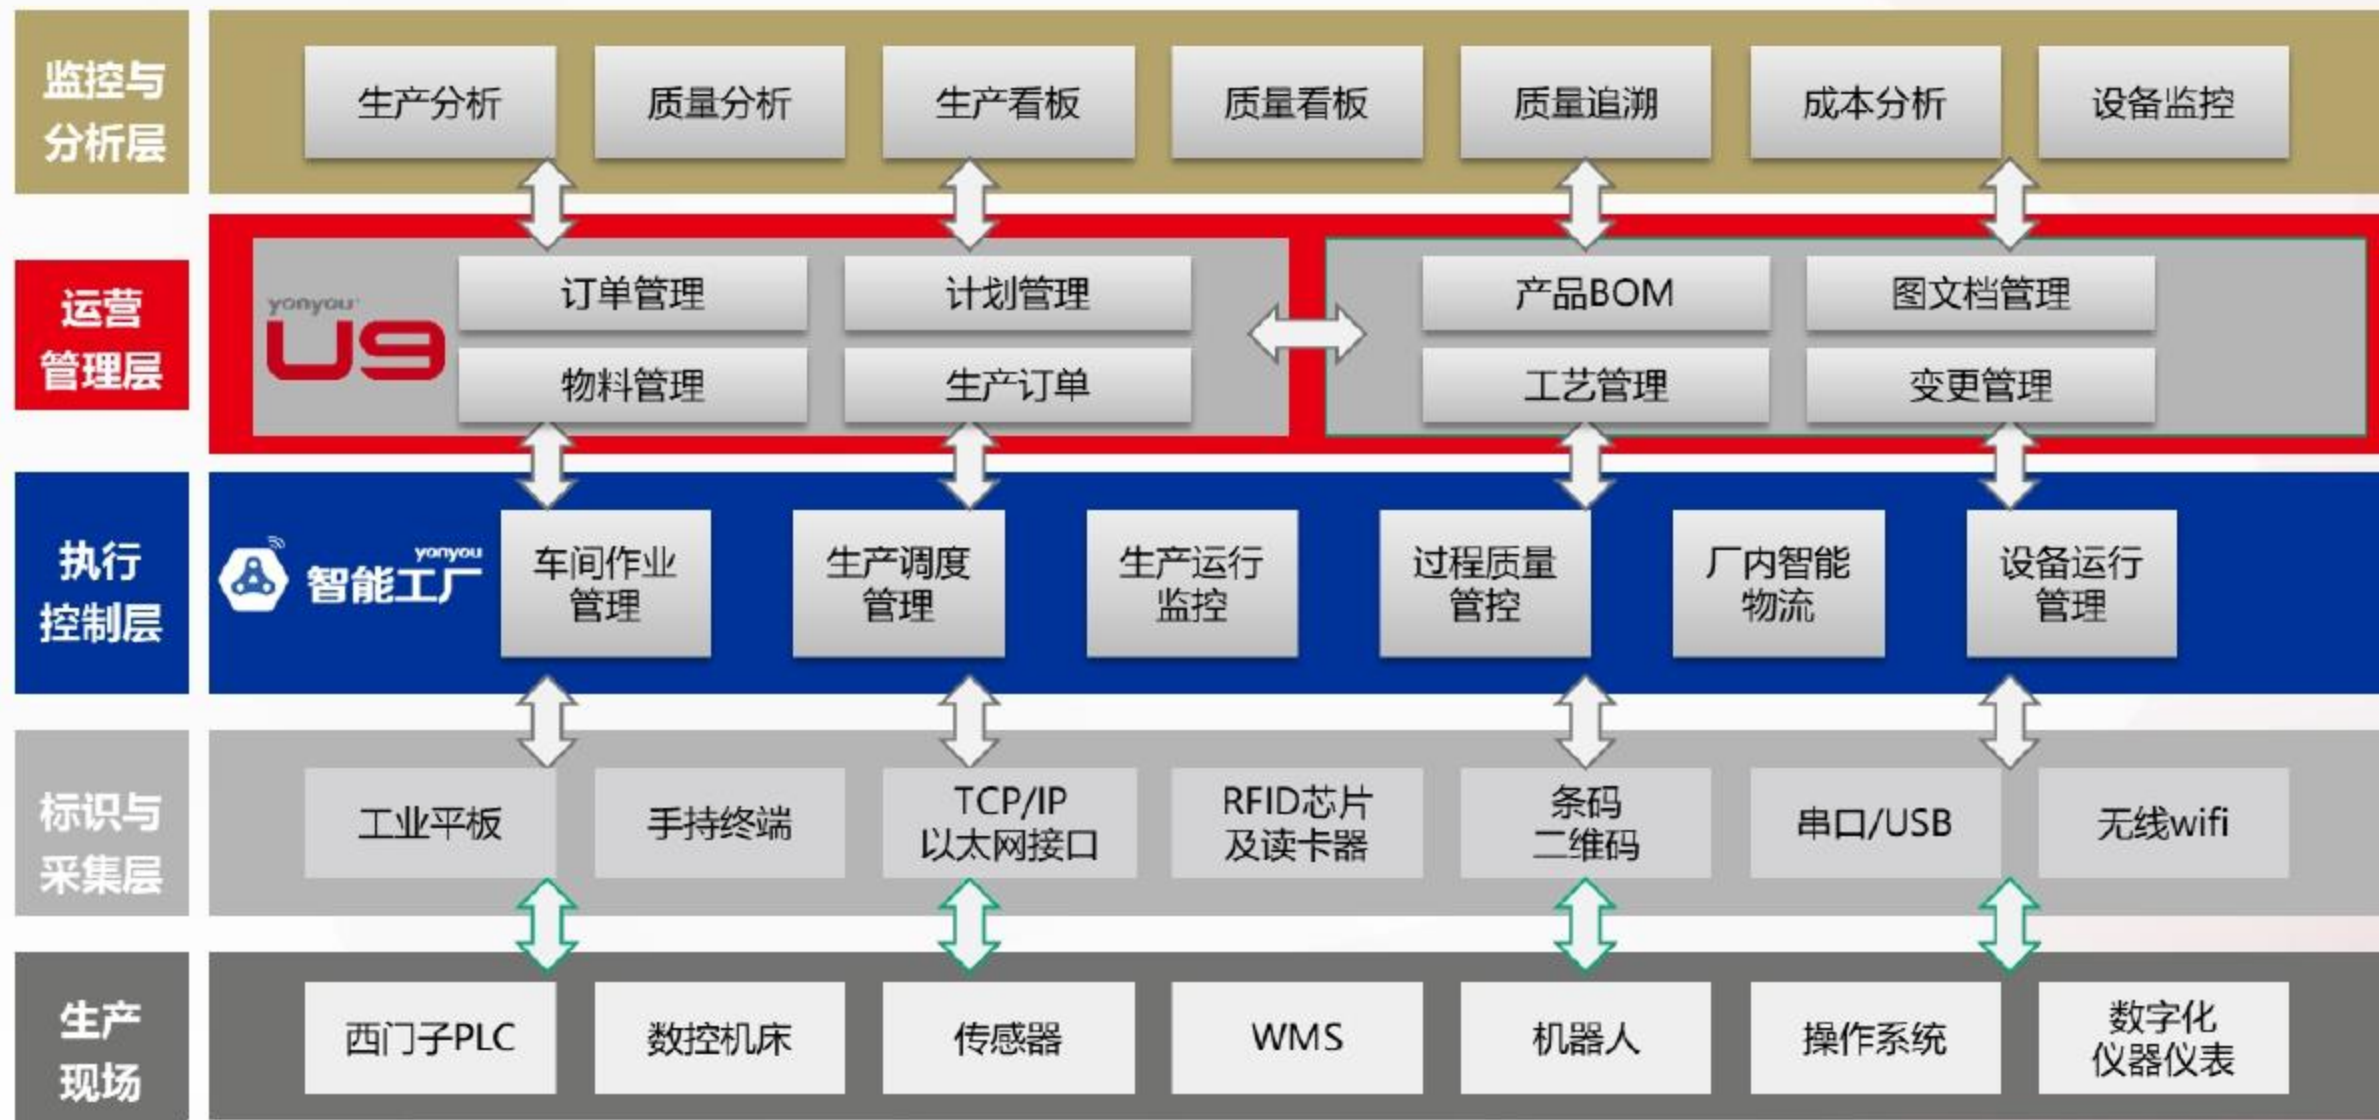 监控与
分析层
生产分析
质量分析
生产看板
质量看板
质量追溯
成本分析
设备监控
运营
管理层
yonyou
U9
订单管理
计划管理
物料管理
生产订单
产品BOM
图文档管理
工艺管理
变更管理
执行
控制层
yonyou
智能工厂
车间作业
管理
生产调度
管理
生产运行
监控
过程质量
管控
厂内智能
物流
设备运行
管理
标识与
采集层
工业平板
手持终端
TCP/IP
以太网接口
RFID芯片
及读卡器
条码
二维码
串口/USB
无线wifi
生产
现场
西门子PLC
数控机床
传感器
WMS
机器人
操作系统
数字化
仪器仪表